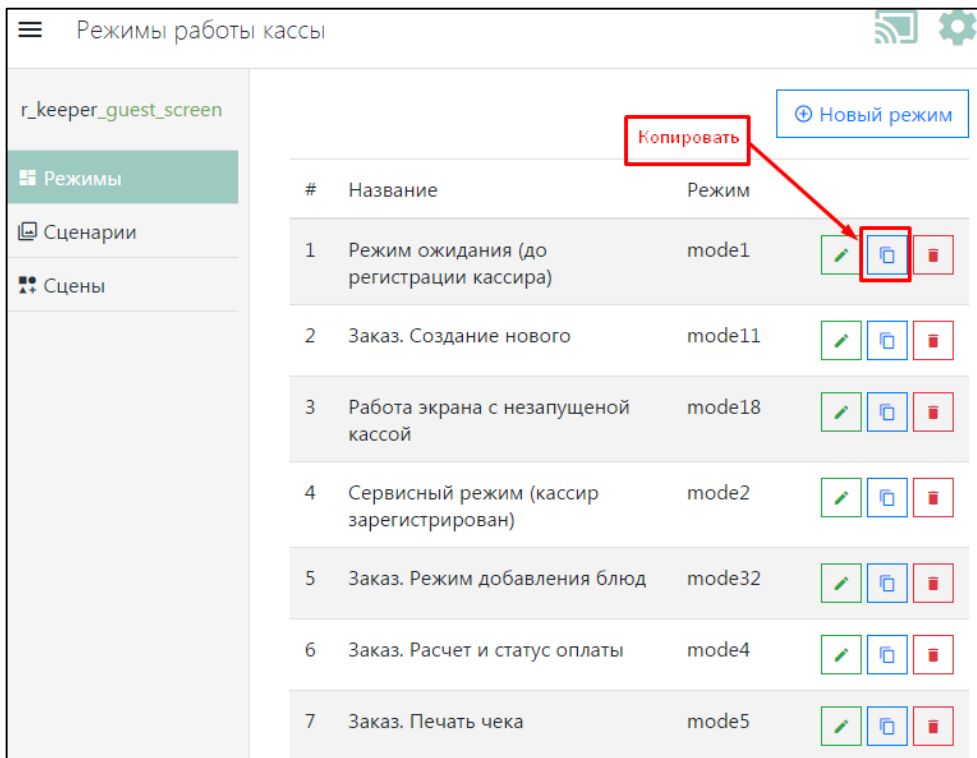 Режимы работы кассы
r_keeper_guest_screen
Новый режим
Копировать
Режимы
Сценарии
Сцены
# Название Режим
1 Режим ожидания (до mode1
регистрации кассира)
2 Заказ. Создание нового mode11
3 Работа экрана с незапущеной mode18
кассой
4 Сервисный режим (кассир mode2
зарегистрирован)
5 Заказ. Режим добавления блюд mode32
6 Заказ. Расчет и статус оплаты mode4
7 Заказ. Печать чека mode5